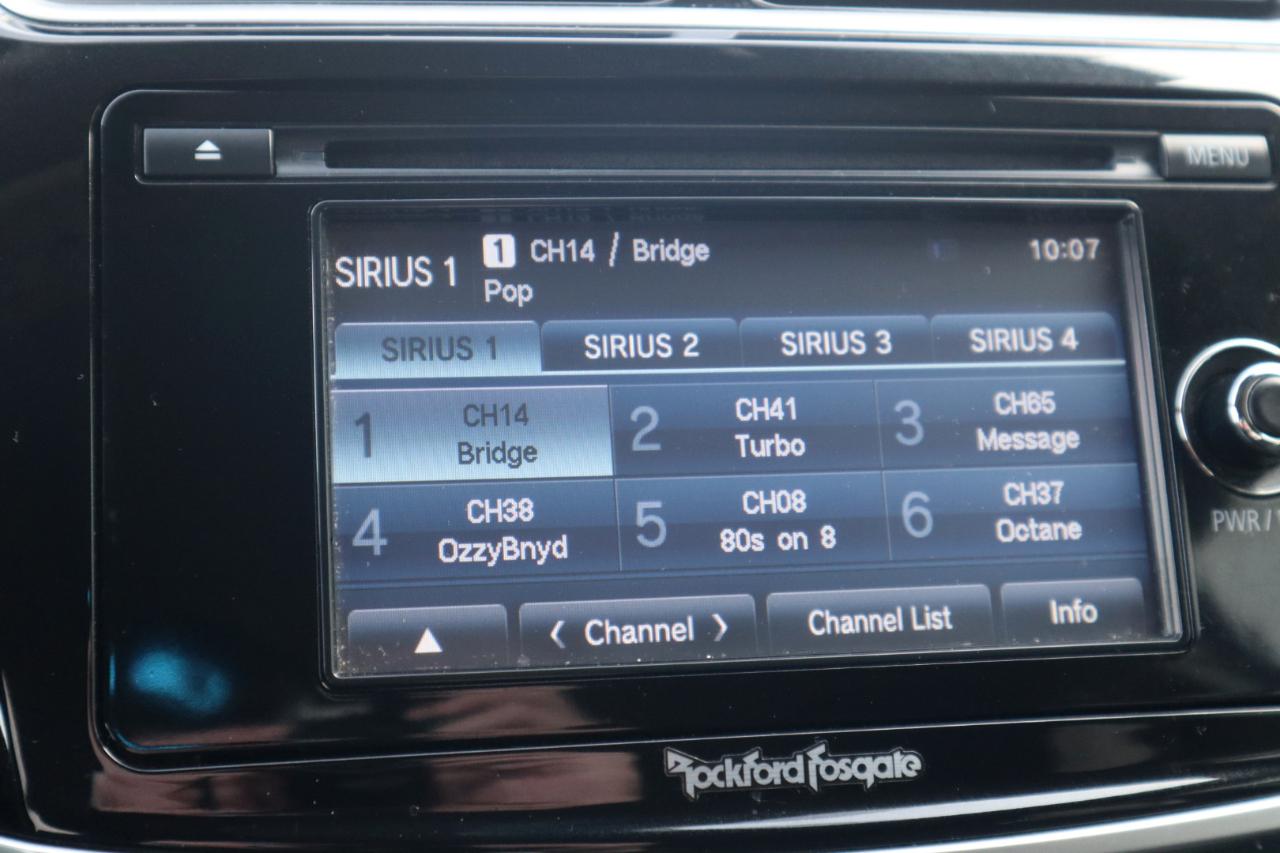 MENU
SIRIUS 1
1 CH14 / Bridge
10:07
Pop
SIRIUS 1 SIRIUS 2 SIRIUS 3 SIRIUS 4
1 CH14 Bridge
2 CH41 Turbo
3 CH65 Message
4 CH38 OzzyBnyd
5 CH08 80s on 8
6 CH37 Octane
< Channel > Channel List Info
PWR/
Rockford Fosgate